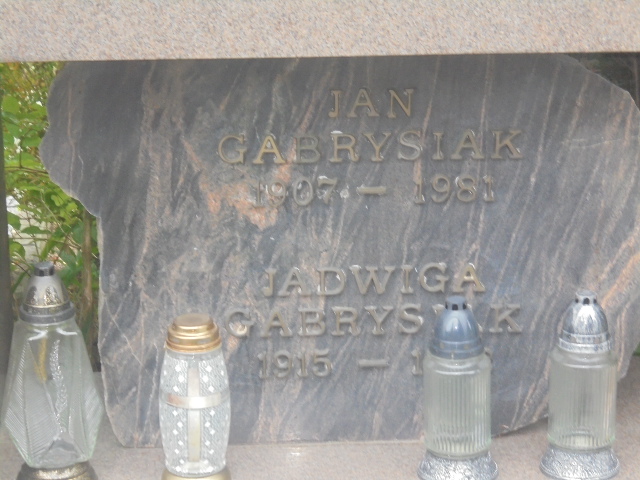 JAN
GABRYSIAK
1907 — 1981
JADWIGA
GABRYSIAK
1915 —